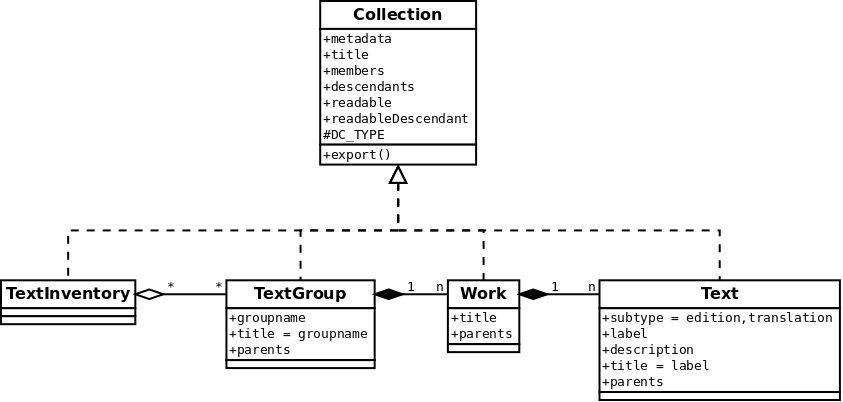 Collection
+metadata
+title
+members
+descendants
+readable
+readableDescendant
#DC_TYPE
+export()
TextInventory
* *
TextGroup
+groupname
+title = groupname
+parents
1 n
Work
+title
+parents
1 n
Text
+subtype = edition,translation
+label
+description
+title = label
+parents